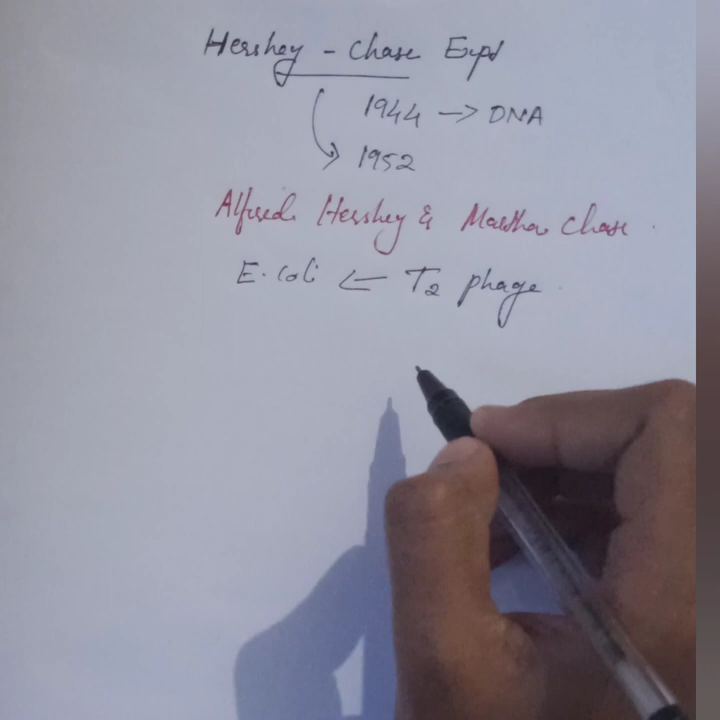 Hershey - Chase Expt
1944 → DNA
1952
Alfred Hershey & Martha Chase.
E. coli ← T2 phage